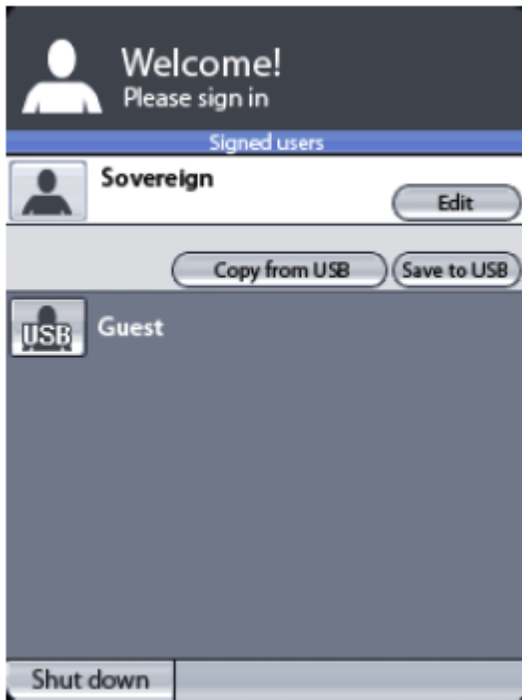 Welcome!
Please sign in
Signed users
Sovereign
Edit
Copy from USB
Save to USB
USB
Guest
Shut down